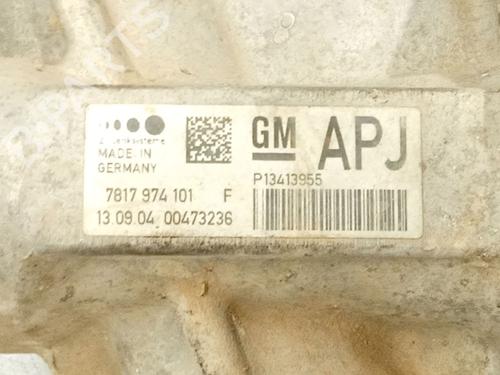 MADE IN
GERMANY
7817 974 101 F
13.09.04 00473236
GM APJ
P13413955